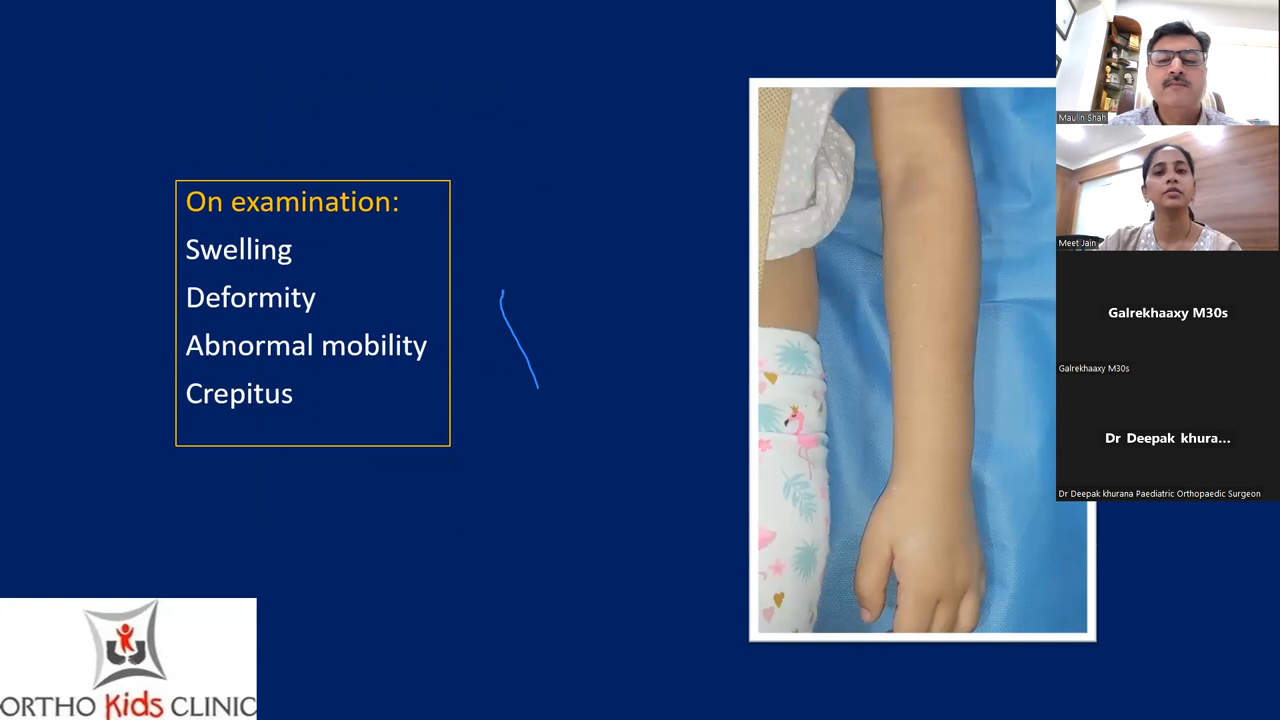 On examination:
Swelling
Deformity
Abnormal mobility
Crepitus
ORTHO Kids CLINIC
Maulin Shah
Meet Jain
Galrekhaaxy M30s
Galrekhaaxy M30s
Dr Deepak khura...
Dr Deepak khurana Paediatric Orthopaedic Surgeon